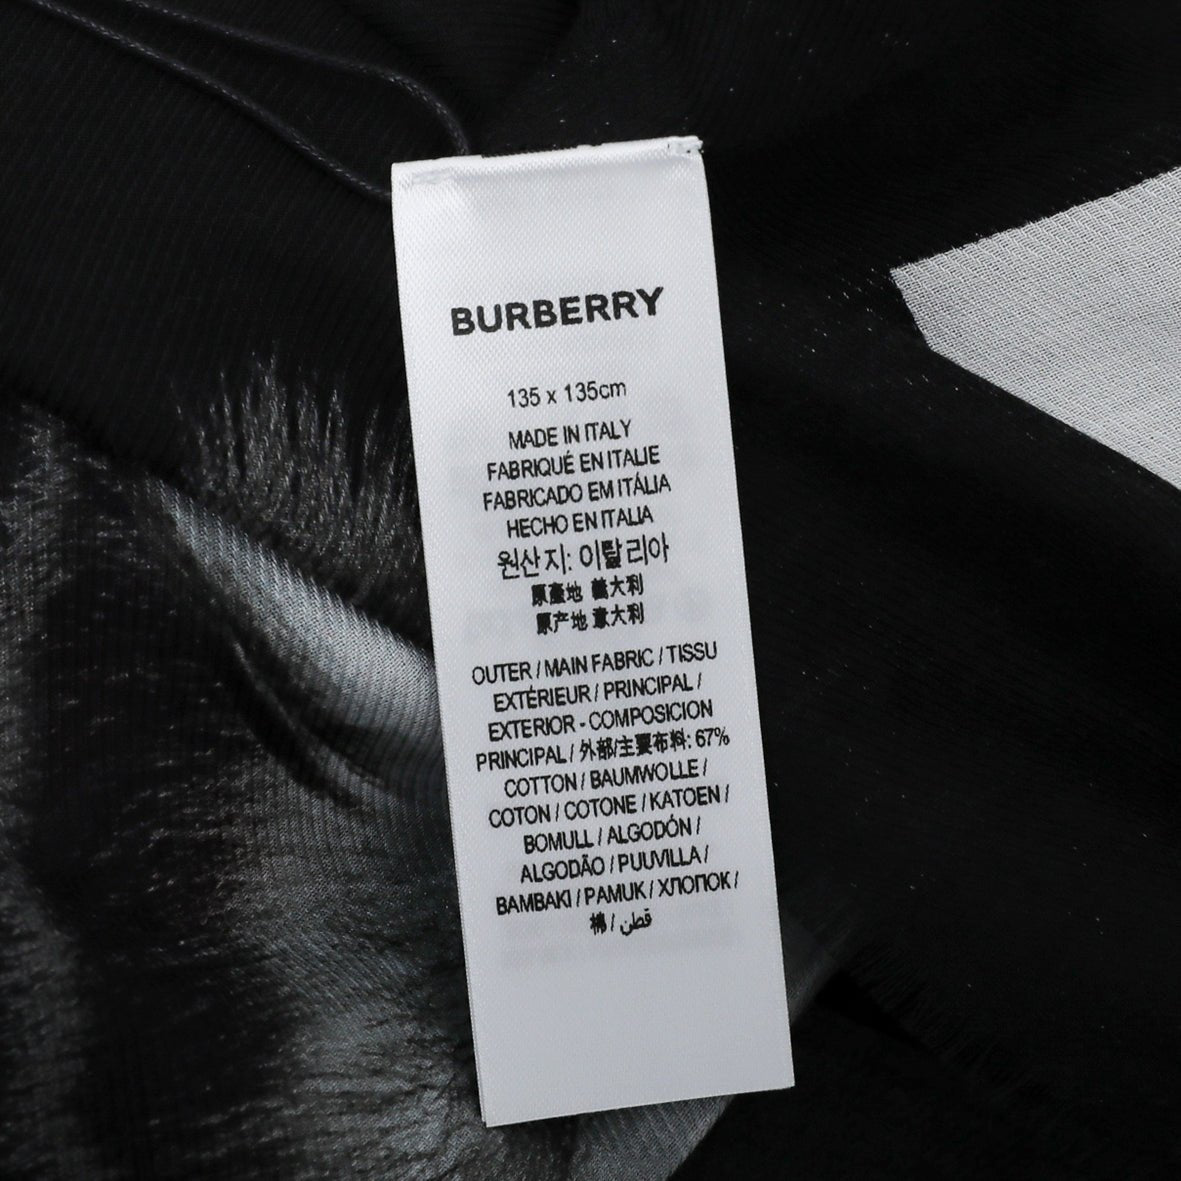 BURBERRY
135 x 135cm
MADE IN ITALY
FABRIQUÉ EN ITALIE
FABRICADO EM ITÁLIA
HECHO EN ITALIA
원산지: 이탈리아
原產地 義大利
原产地 意大利
OUTER / MAIN FABRIC / TISSU
EXTÉRIEUR / PRINCIPAL /
EXTERIOR - COMPOSICION
PRINCIPAL / 外部/主要布料: 67%
COTTON / BAUMWOLLE /
COTON / COTONE / KATOEN /
BOMULL / ALGODÓN /
ALGODÃO / PUUVILLA /
BAMBAKI / PAMUK / ХЛОПОК /
棉 / قطن